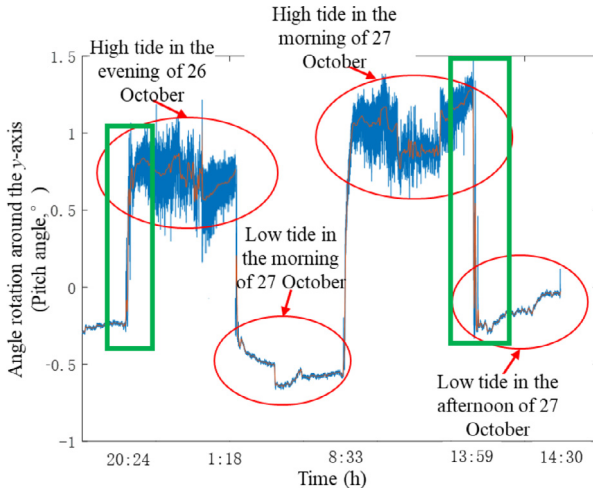 High tide in the
evening of 26
October
High tide in the
morning of 27
October
1.5
1
0.5
0
-0.5
-1
Angle rotation around the y-axis
(Pitch angle,°)
Low tide in
the morning
of 27 October
Low tide in the
afternoon of 27
October
20:24
1:18
8:33
13:59
14:30
Time (h)